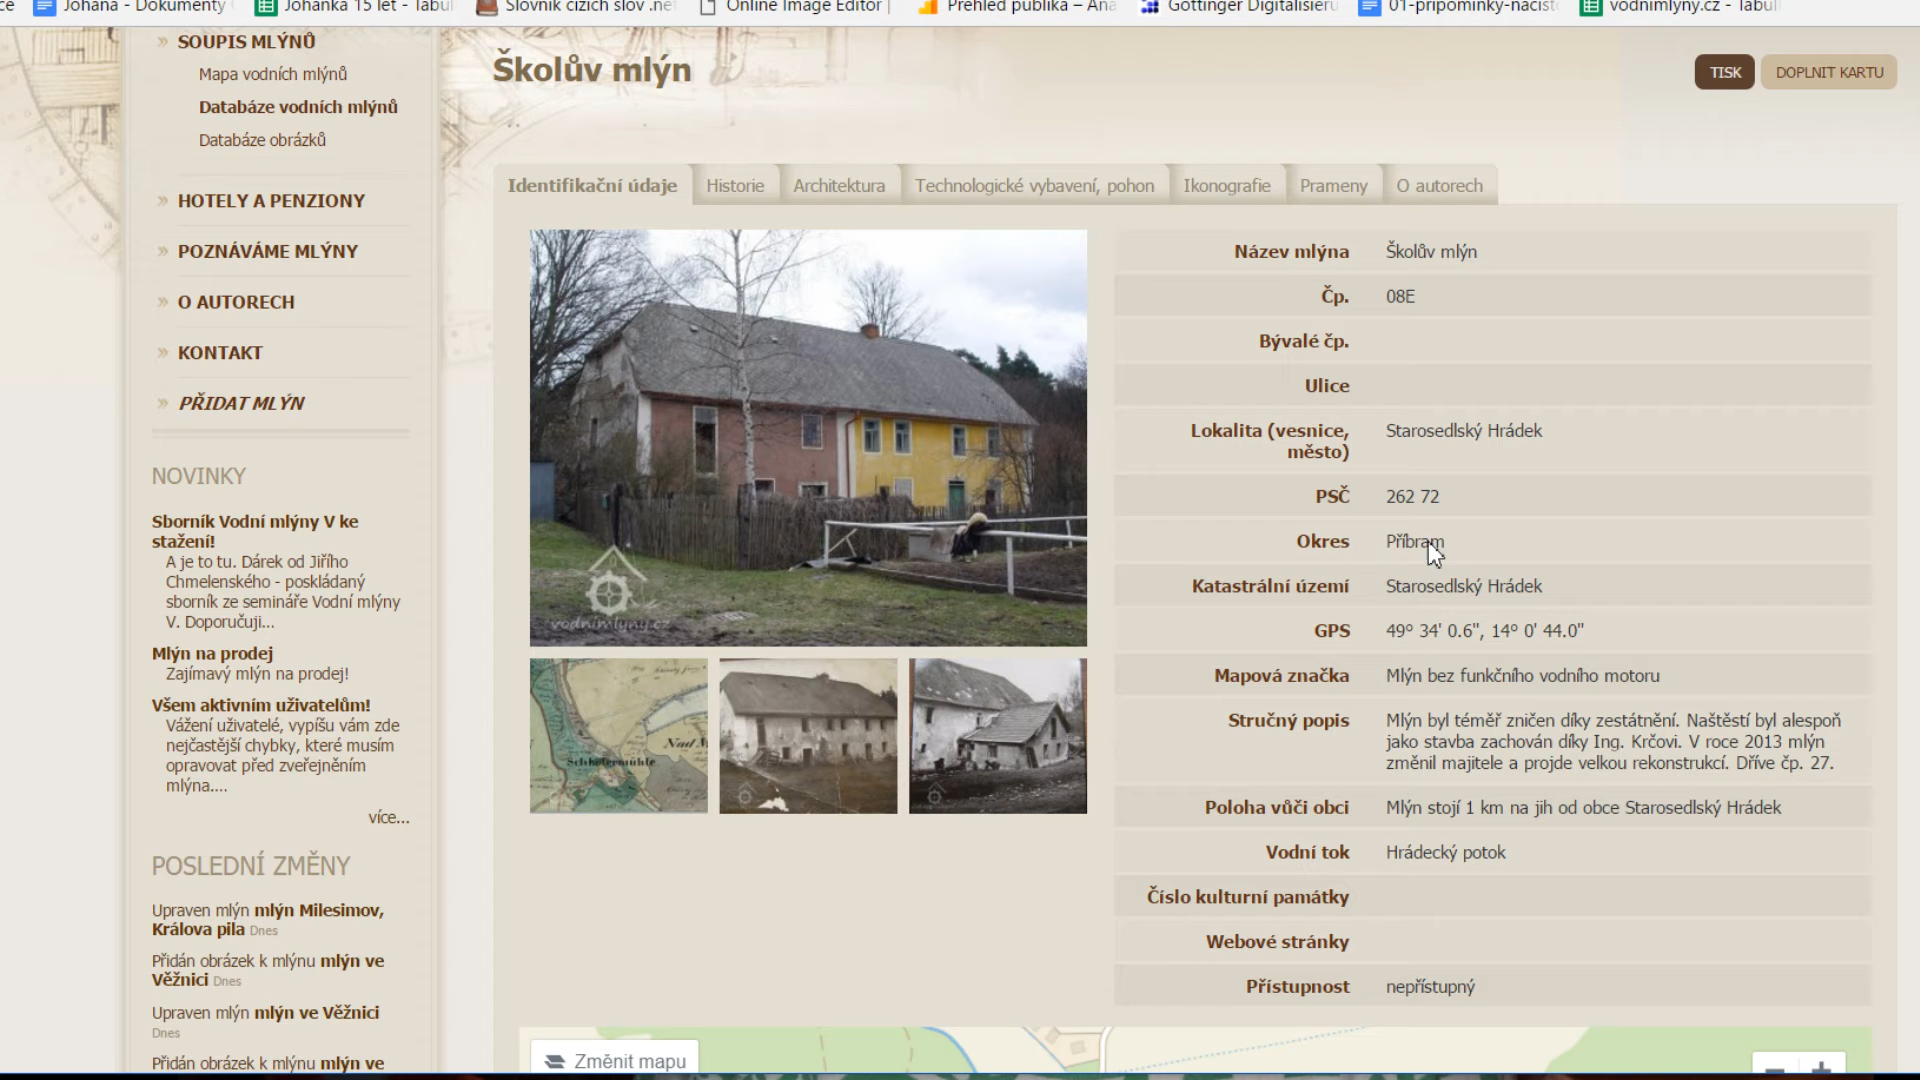 Johana - Dokumenty
Johanka 15 let - Tabul
Slovník cizích slov .net
Online Image Editor |
Přehled publika – Ana
Göttinger Digitalisieru
01-pripominky-nacist
vodnimlyny.cz - Tabul
SOUPIS MLÝNŮ
Mapa vodních mlýnů
Databáze vodních mlýnů
Databáze obrázků
HOTELY A PENZIONY
POZNÁVÁME MLÝNY
O AUTORECH
KONTAKT
PŘIDAT MLÝN
NOVINKY
Sborník Vodní mlýny V ke
stažení!
A je to tu. Dárek od Jiřího
Chmelenského - poskládaný
sborník ze semináře Vodní mlýny
V. Doporučuji...
Mlýn na prodej
Zajímavý mlýn na prodej!
Všem aktivním uživatelům!
Vážení uživatelé, vypíšu vám zde
nejčastější chybky, které musím
opravovat před zveřejněním
mlýna....
více...
POSLEDNÍ ZMĚNY
Upraven mlýn mlýn Milesimov,
Králova pila Dnes
Přidán obrázek k mlýnu mlýn ve
Věžnici Dnes
Upraven mlýn mlýn ve Věžnici
Dnes
Přidán obrázek k mlýnu mlýn ve
Školův mlýn
TISK
DOPLNIT KARTU
Identifikační údaje
Historie
Architektura
Technologické vybavení, pohon
Ikonografie
Prameny
O autorech
vodnimlyny.cz
Název mlýna Školův mlýn
Čp. 08E
Bývalé čp.
Ulice
Lokalita (vesnice, Starosedlský Hrádek
město)
PSČ 262 72
Okres Příbram
Katastrální území Starosedlský Hrádek
GPS 49° 34' 0.6", 14° 0' 44.0"
Mapová značka Mlýn bez funkčního vodního motoru
Stručný popis Mlýn byl téměř zničen díky zestátnění. Naštěstí byl alespoň
jako stavba zachován díky Ing. Krčovi. V roce 2013 mlýn
změnil majitele a projde velkou rekonstrukcí. Dříve čp. 27.
Poloha vůči obci Mlýn stojí 1 km na jih od obce Starosedlský Hrádek
Vodní tok Hrádecký potok
Číslo kulturní památky
Webové stránky
Přístupnost nepřístupný
Změnit mapu